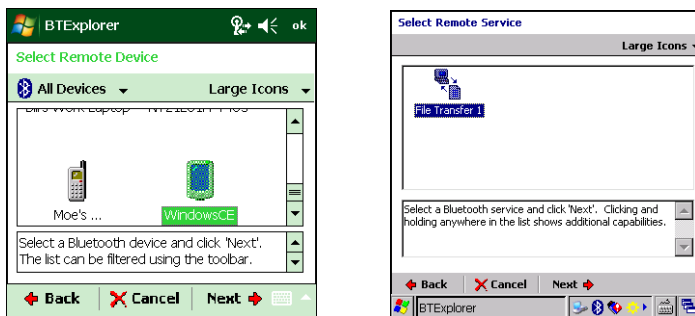 BTExplorer
ok
Select Remote Device
All Devices
Large Icons
Moe's ...
WindowsCE
Select a Bluetooth device and click 'Next'.
The list can be filtered using the toolbar.
Back
Cancel
Next
Select Remote Service
Large Icons
File Transfer 1
Select a Bluetooth service and click 'Next'. Clicking and
holding anywhere in the list shows additional capabilities.
Back
Cancel
Next
BTExplorer